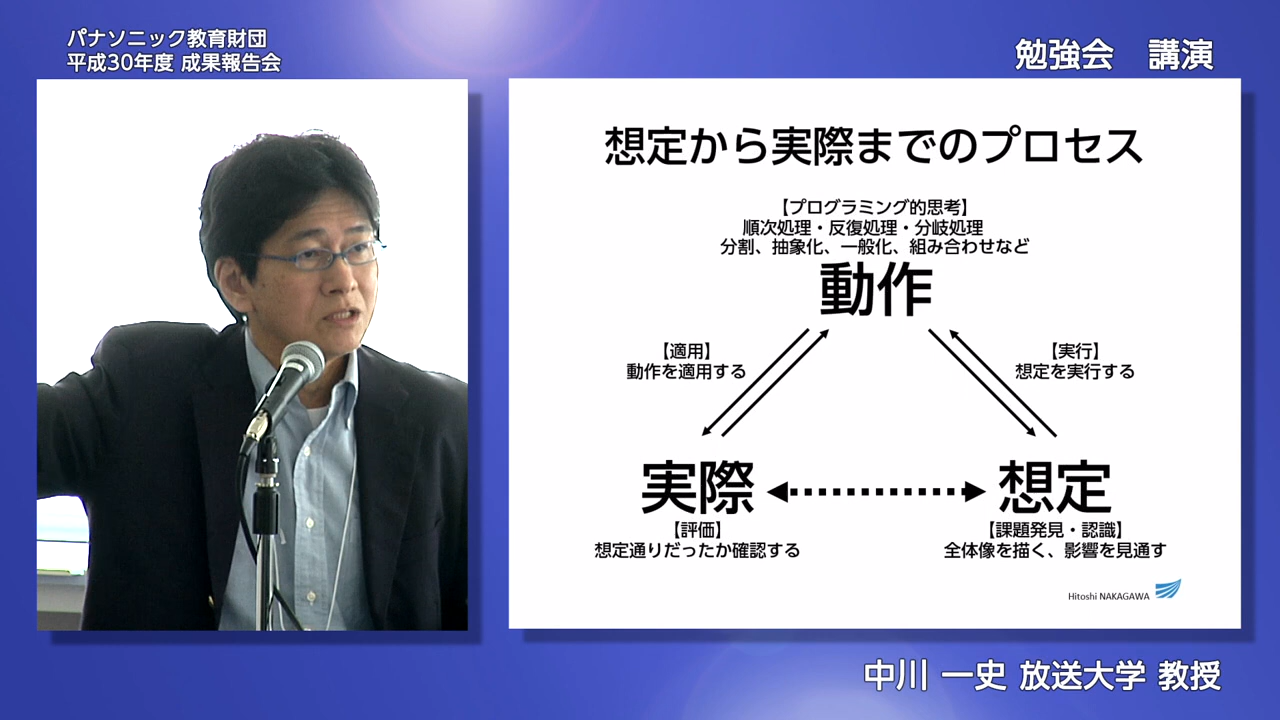 パナソニック教育財団
平成30年度 成果報告会
勉強会　講演
想定から実際までのプロセス
【プログラミング的思考】
順次処理・反復処理・分岐処理
分割、抽象化、一般化、組み合わせなど
動作
【適用】
動作を適用する
【実行】
想定を実行する
実際
想定
【評価】
想定通りだったか確認する
【課題発見・認識】
全体像を描く、影響を見通す
Hitoshi NAKAGAWA
中川 一史 放送大学 教授